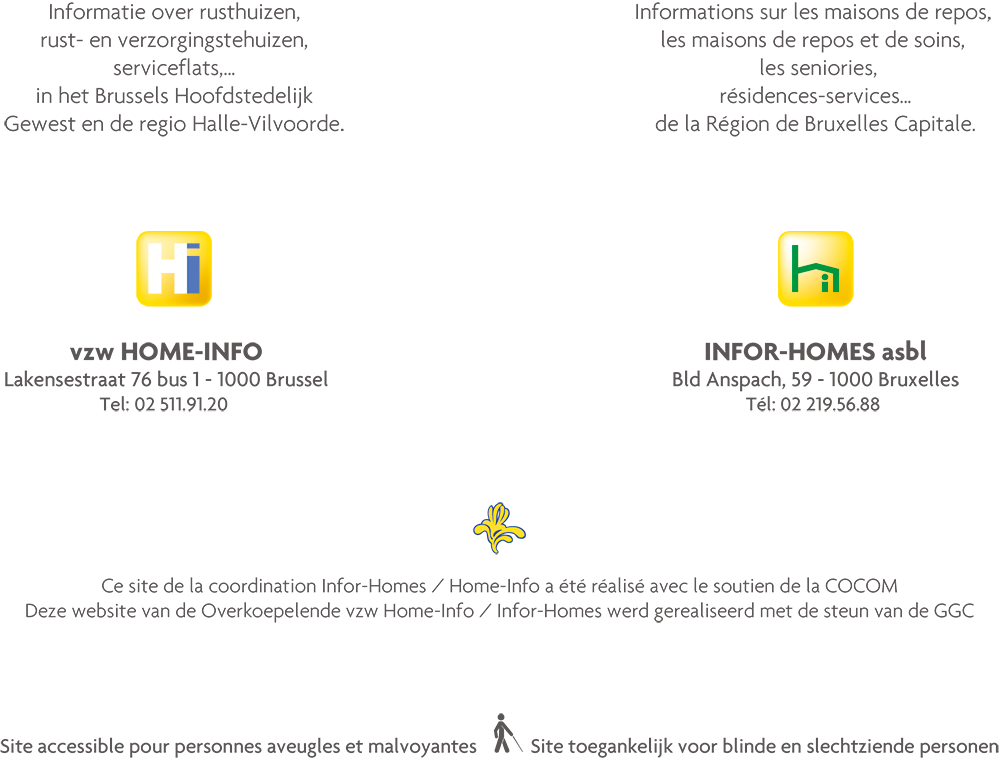 Informatie over rusthuizen,
rust- en verzorgingstehuizen,
serviceflats,...
in het Brussels Hoofdstedelijk
Gewest en de regio Halle-Vilvoorde.
Informations sur les maisons de repos,
les maisons de repos et de soins,
les seniories,
résidences-services...
de la Région de Bruxelles Capitale.
Hi
vzw HOME-INFO
Lakensestraat 76 bus 1 - 1000 Brussel
Tel: 02 511.91.20
hi
INFOR-HOMES asbl
Bld Anspach, 59 - 1000 Bruxelles
Tél: 02 219.56.88
Ce site de la coordination Infor-Homes / Home-Info a été réalisé avec le soutien de la COCOM
Deze website van de Overkoepelende vzw Home-Info / Infor-Homes werd gerealiseerd met de steun van de GGC
Site accessible pour personnes aveugles et malvoyantes
Site toegankelijk voor blinde en slechtziende personen